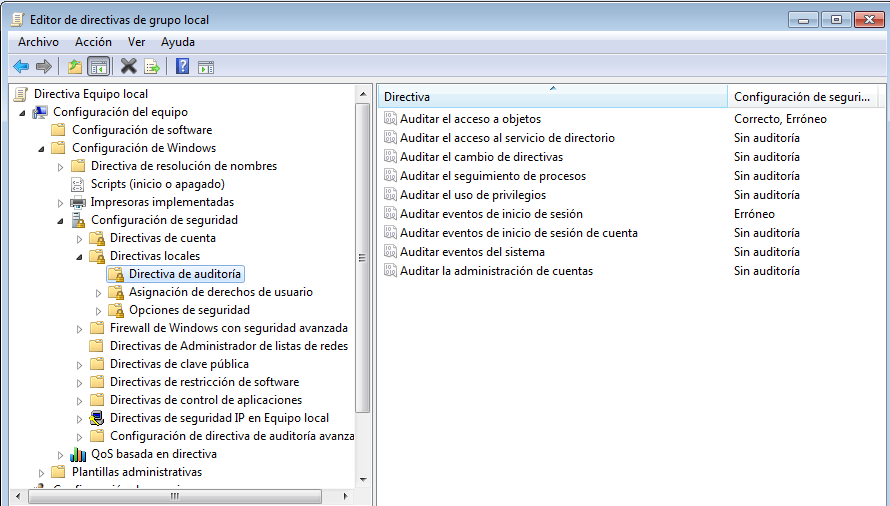 Editor de directivas de grupo local
Archivo Acción Ver Ayuda
Directiva Equipo local
Configuración del equipo
Configuración de software
Configuración de Windows
Directiva de resolución de nombres
Scripts (inicio o apagado)
Impresoras implementadas
Configuración de seguridad
Directivas de cuenta
Directivas locales
Directiva de auditoría
Asignación de derechos de usuario
Opciones de seguridad
Firewall de Windows con seguridad avanzada
Directivas de Administrador de listas de redes
Directivas de clave pública
Directivas de restricción de software
Directivas de control de aplicaciones
Directivas de seguridad IP en Equipo local
Configuración de directiva de auditoría avanza
QoS basada en directiva
Plantillas administrativas
Directiva Configuración de seguri...
Auditar el acceso a objetos Correcto, Erróneo
Auditar el acceso al servicio de directorio Sin auditoría
Auditar el cambio de directivas Sin auditoría
Auditar el seguimiento de procesos Sin auditoría
Auditar el uso de privilegios Sin auditoría
Auditar eventos de inicio de sesión Erróneo
Auditar eventos de inicio de sesión de cuenta Sin auditoría
Auditar eventos del sistema Sin auditoría
Auditar la administración de cuentas Sin auditoría